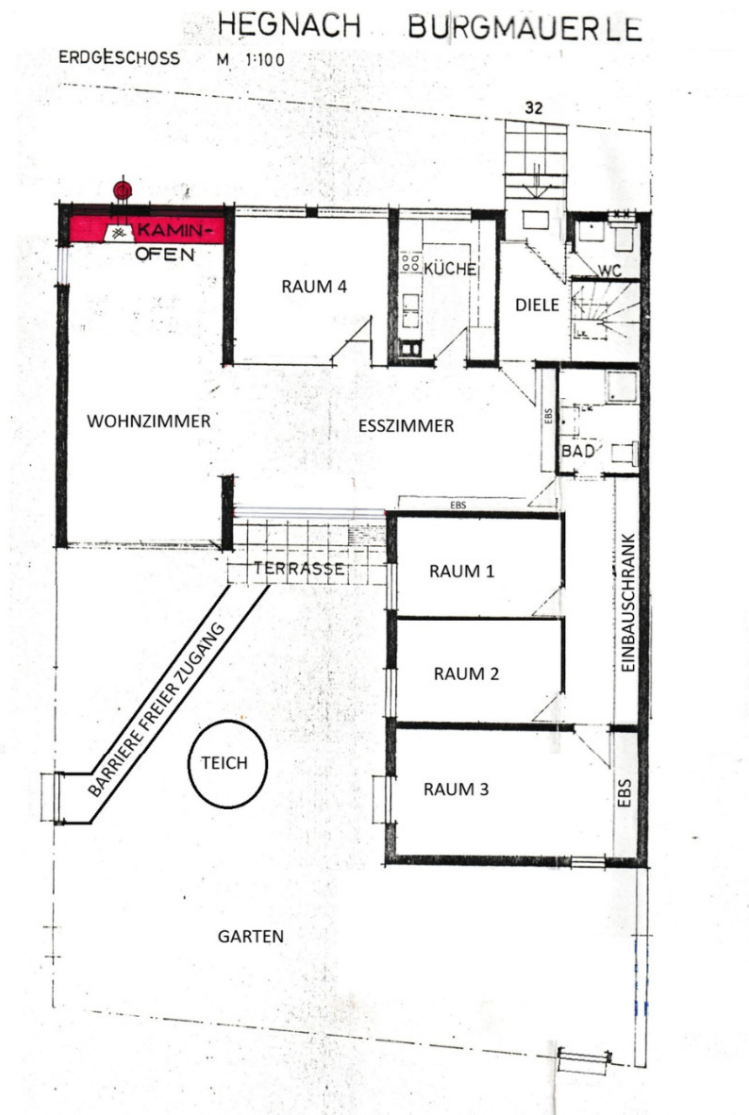 HEGNACH BURGMAUERLE
ERDGESCHOSS M 1:100
32
KAMIN-
OFEN
RAUM 4
KÜCHE
WC
DIELE
WOHNZIMMER
ESSZIMMER
EBS
BAD
EBS
TERRASSE
RAUM 1
EINBAUSCHRANK
RAUM 2
BARRIERE FREIER ZUGANG
TEICH
RAUM 3
EBS
GARTEN